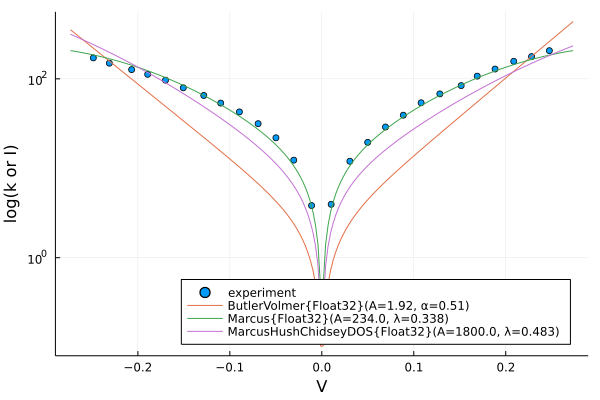 log(k or I)
10²
10⁰
experiment
ButlerVolmer{Float32}(A=1.92, α=0.51)
Marcus{Float32}(A=234.0, λ=0.338)
MarcusHushChidseyDOS{Float32}(A=1800.0, λ=0.483)
−0.2 −0.1 0.0 0.1 0.2
V